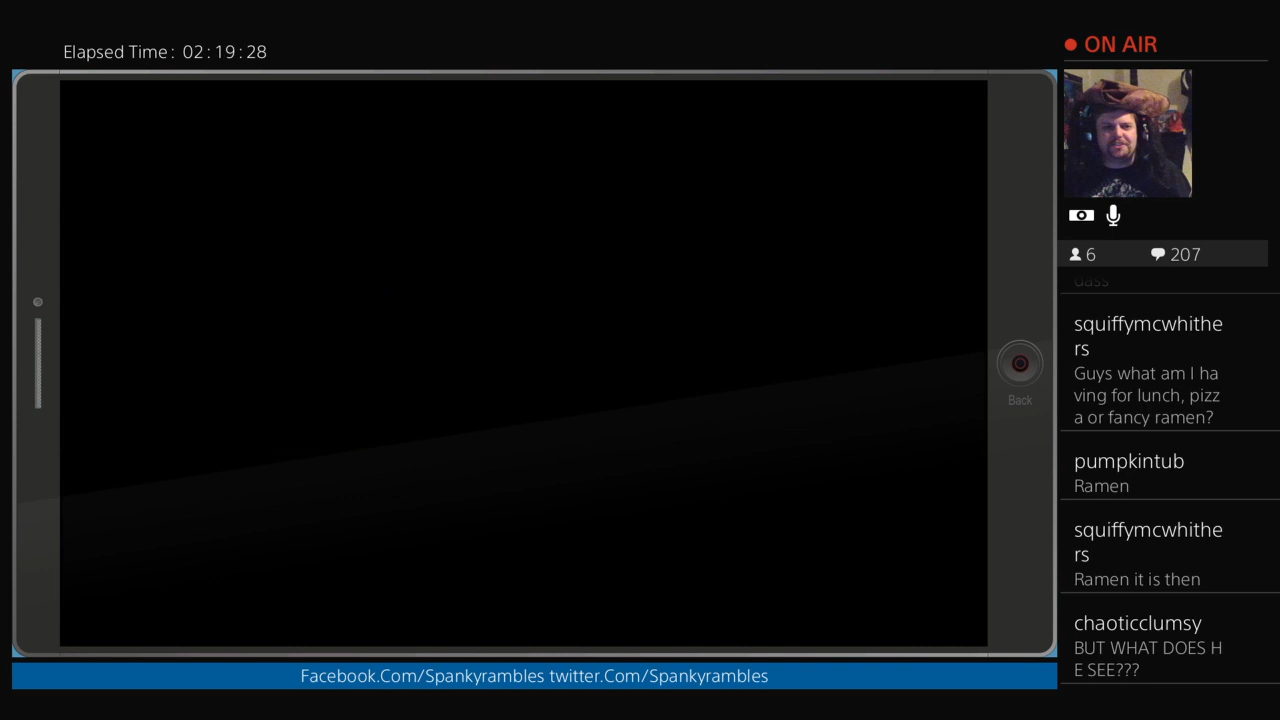 Elapsed Time: 02:19:28
ON AIR
6
207
dass
squiffymcwhithe
rs
Guys what am I ha
ving for lunch, pizz
a or fancy ramen?
pumpkintub
Ramen
squiffymcwhithe
rs
Ramen it is then
chaoticclumsy
BUT WHAT DOES H
E SEE???
Back
Facebook.Com/Spankyrambles twitter.Com/Spankyrambles